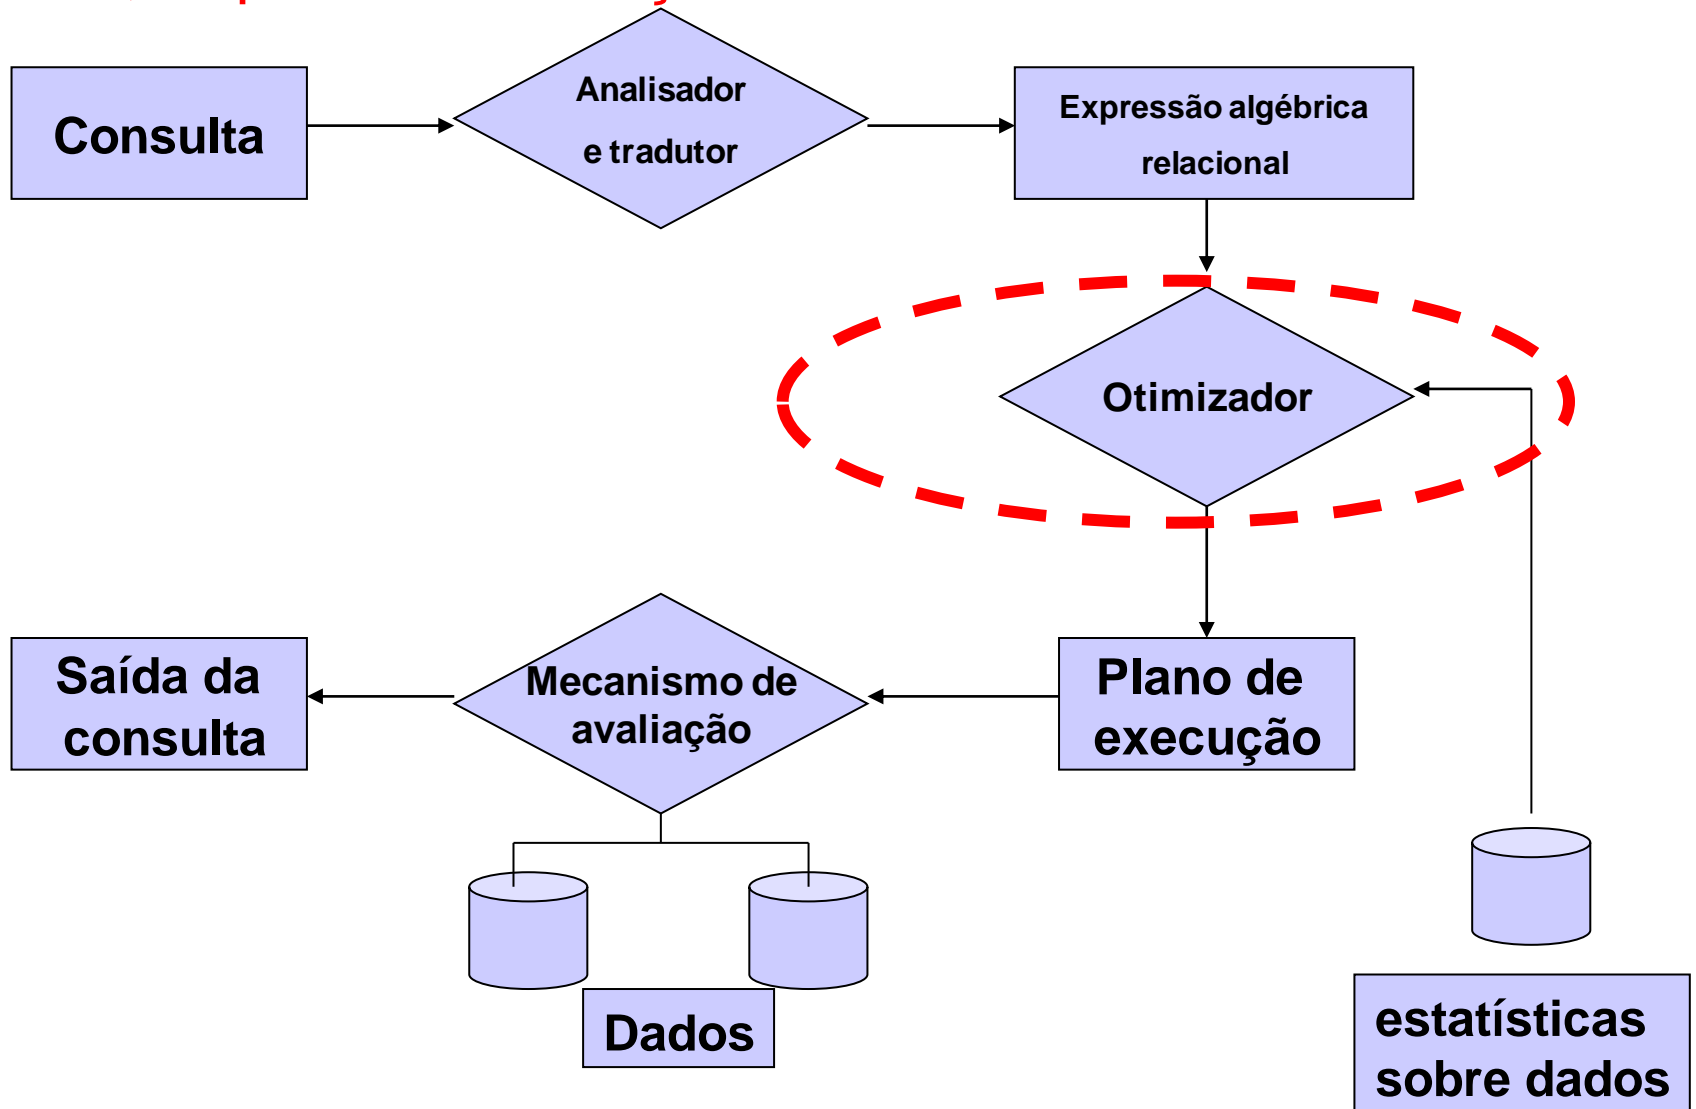 Consulta
Analisador
e tradutor
Expressão algébrica
relacional
Otimizador
Saída da
consulta
Mecanismo de
avaliação
Plano de
execução
Dados
estatísticas
sobre dados